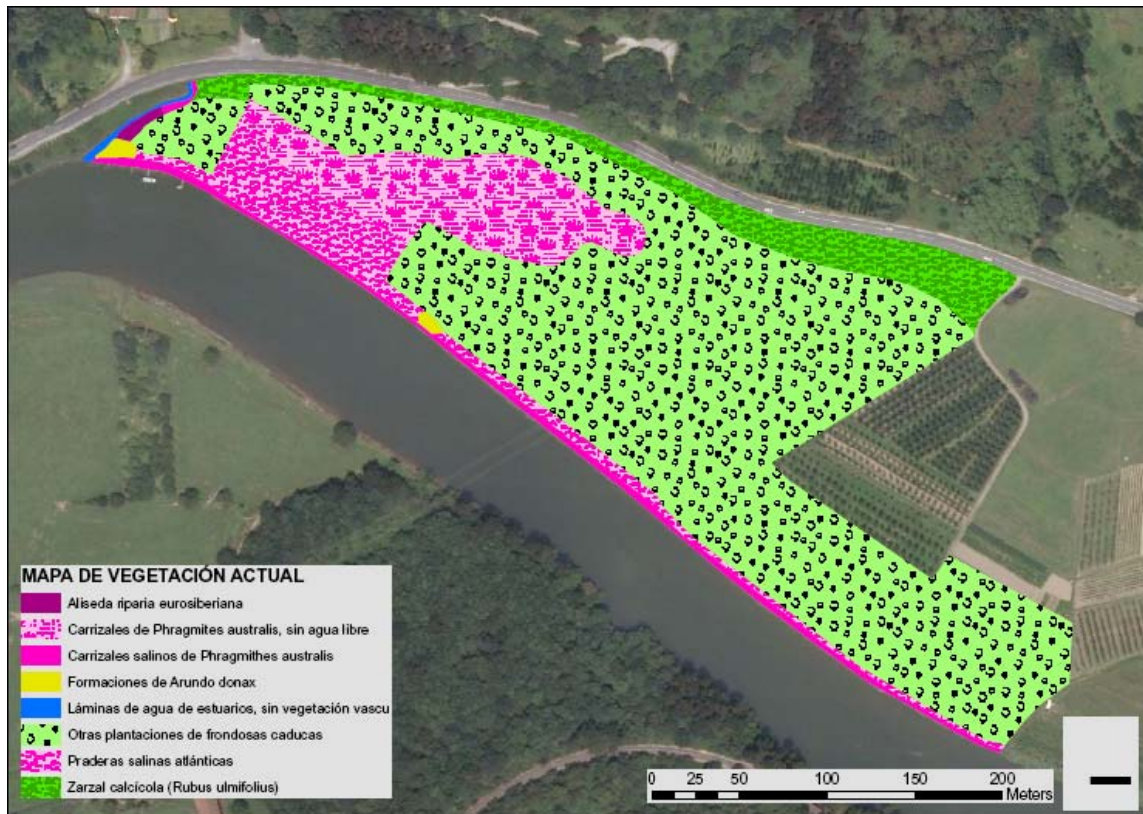 MAPA DE VEGETACIÓN ACTUAL
Aliseda riparia eurosiberiana
Carrizales de Phragmites australis, sin agua libre
Carrizales salinos de Phragmithes australis
Formaciones de Arundo donax
Láminas de agua de estuarios, sin vegetación vascu
Otras plantaciones de frondosas caducas
Praderas salinas atlánticas
Zarzal calcícola (Rubus ulmifolius)
0 25 50 100 150 200
Meters